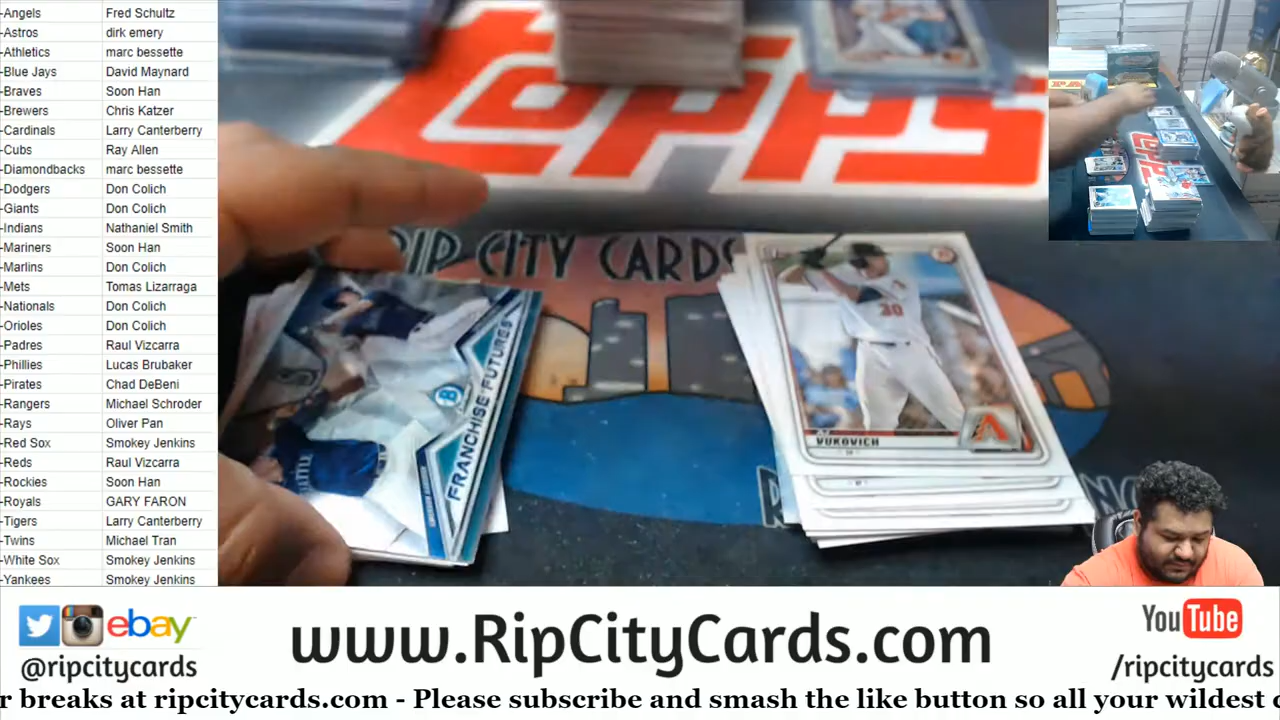 -Angels Fred Schultz
-Astros dirk emery
-Athletics marc bessette
-Blue Jays David Maynard
-Braves Soon Han
-Brewers Chris Katzer
-Cardinals Larry Canterberry
-Cubs Ray Allen
-Diamondbacks marc bessette
-Dodgers Don Colich
-Giants Don Colich
-Indians Nathaniel Smith
-Mariners Soon Han
-Marlins Don Colich
-Mets Tomas Lizarraga
-Nationals Don Colich
-Orioles Don Colich
-Padres Raul Vizcarra
-Phillies Lucas Brubaker
-Pirates Chad DeBeni
-Rangers Michael Schroder
-Rays Oliver Pan
-Red Sox Smokey Jenkins
-Reds Raul Vizcarra
-Rockies Soon Han
-Royals GARY FARON
-Tigers Larry Canterberry
-Twins Michael Tran
-White Sox Smokey Jenkins
-Yankees Smokey Jenkins
topps
RIP CITY CARDS
FRANCHISE FUTURES
B
30
VUKOVICH
A
ebay
@ripcitycards
www.RipCityCards.com
YouTube
/ripcitycards
r breaks at ripcitycards.com - Please subscribe and smash the like button so all your wildest